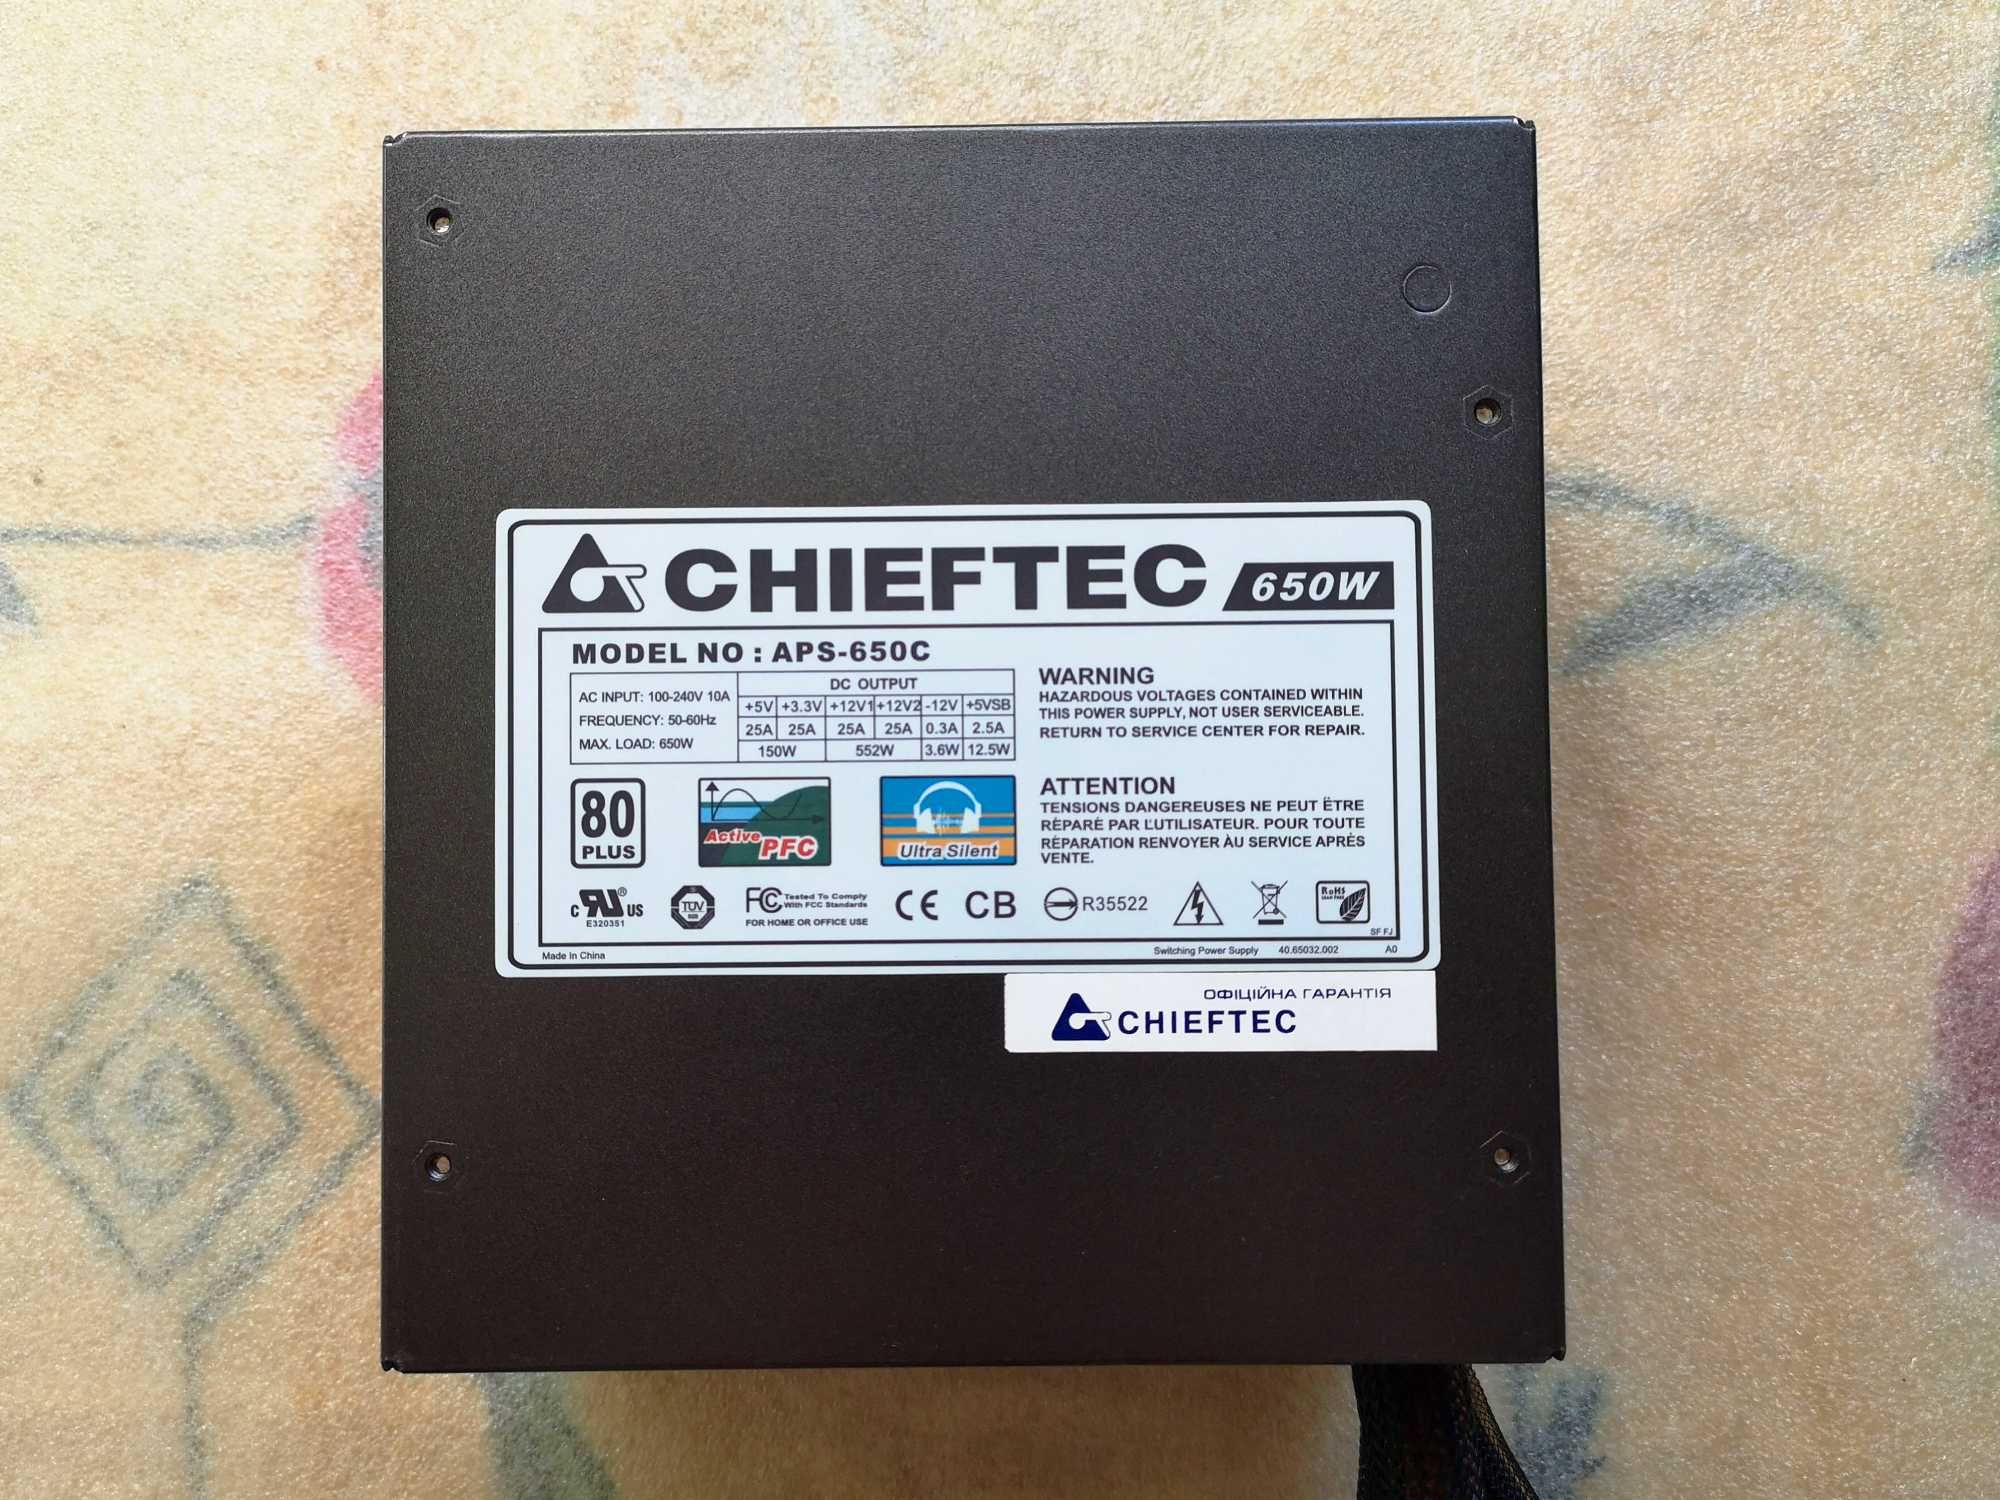 CHIEFTEC 650W
MODEL NO : APS-650C
AC INPUT: 100-240V 10A
FREQUENCY: 50-60Hz
MAX. LOAD: 650W
DC OUTPUT
+5V +3.3V +12V1 +12V2 -12V +5VSB
25A 25A 25A 25A 0.3A 2.5A
150W 552W 3.6W 12.5W
WARNING
HAZARDOUS VOLTAGES CONTAINED WITHIN
THIS POWER SUPPLY, NOT USER SERVICEABLE.
RETURN TO SERVICE CENTER FOR REPAIR.
ATTENTION
TENSIONS DANGEREUSES NE PEUT ËTRE
RÉPARÉ PAR L'UTILISATEUR. POUR TOUTE
RÉPARATION RENVOYER ÀU SERVICE APRÈS
VENTE.
80
PLUS
Active
PFC
Ultra Silent
c RU ® US
E320351
TÜV
FC Tested To Comply
With FCC Standards
FOR HOME OR OFFICE USE
CE CB
R35522
RoHS
LEAD FREE
SF FJ
Made In China
Switching Power Supply 40.65032.002 A0
ОФІЦІЙНА ГАРАНТІЯ
CHIEFTEC